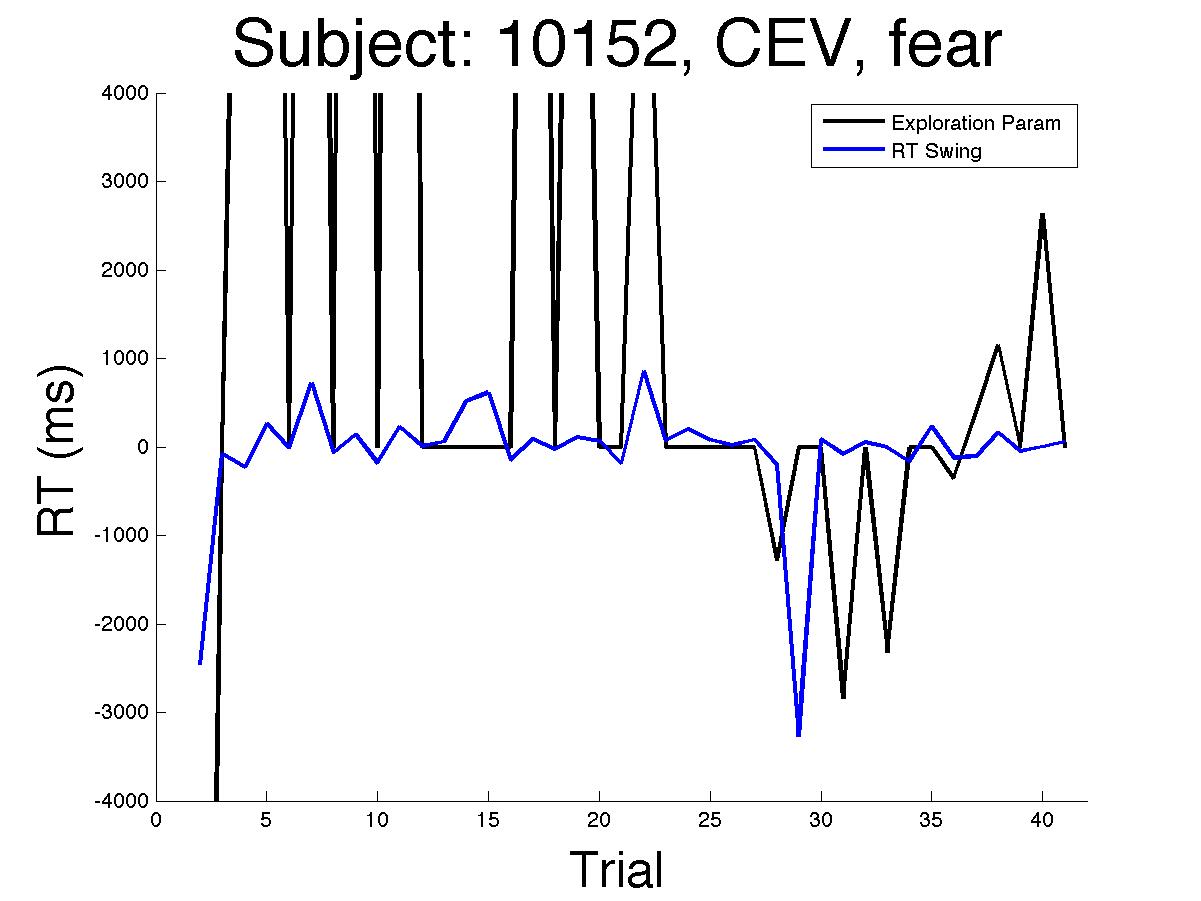 Subject: 10152, CEV, fear
4000
3000
2000
1000
0
-1000
-2000
-3000
-4000
RT (ms)
Exploration Param
RT Swing
0 5 10 15 20 25 30 35 40
Trial